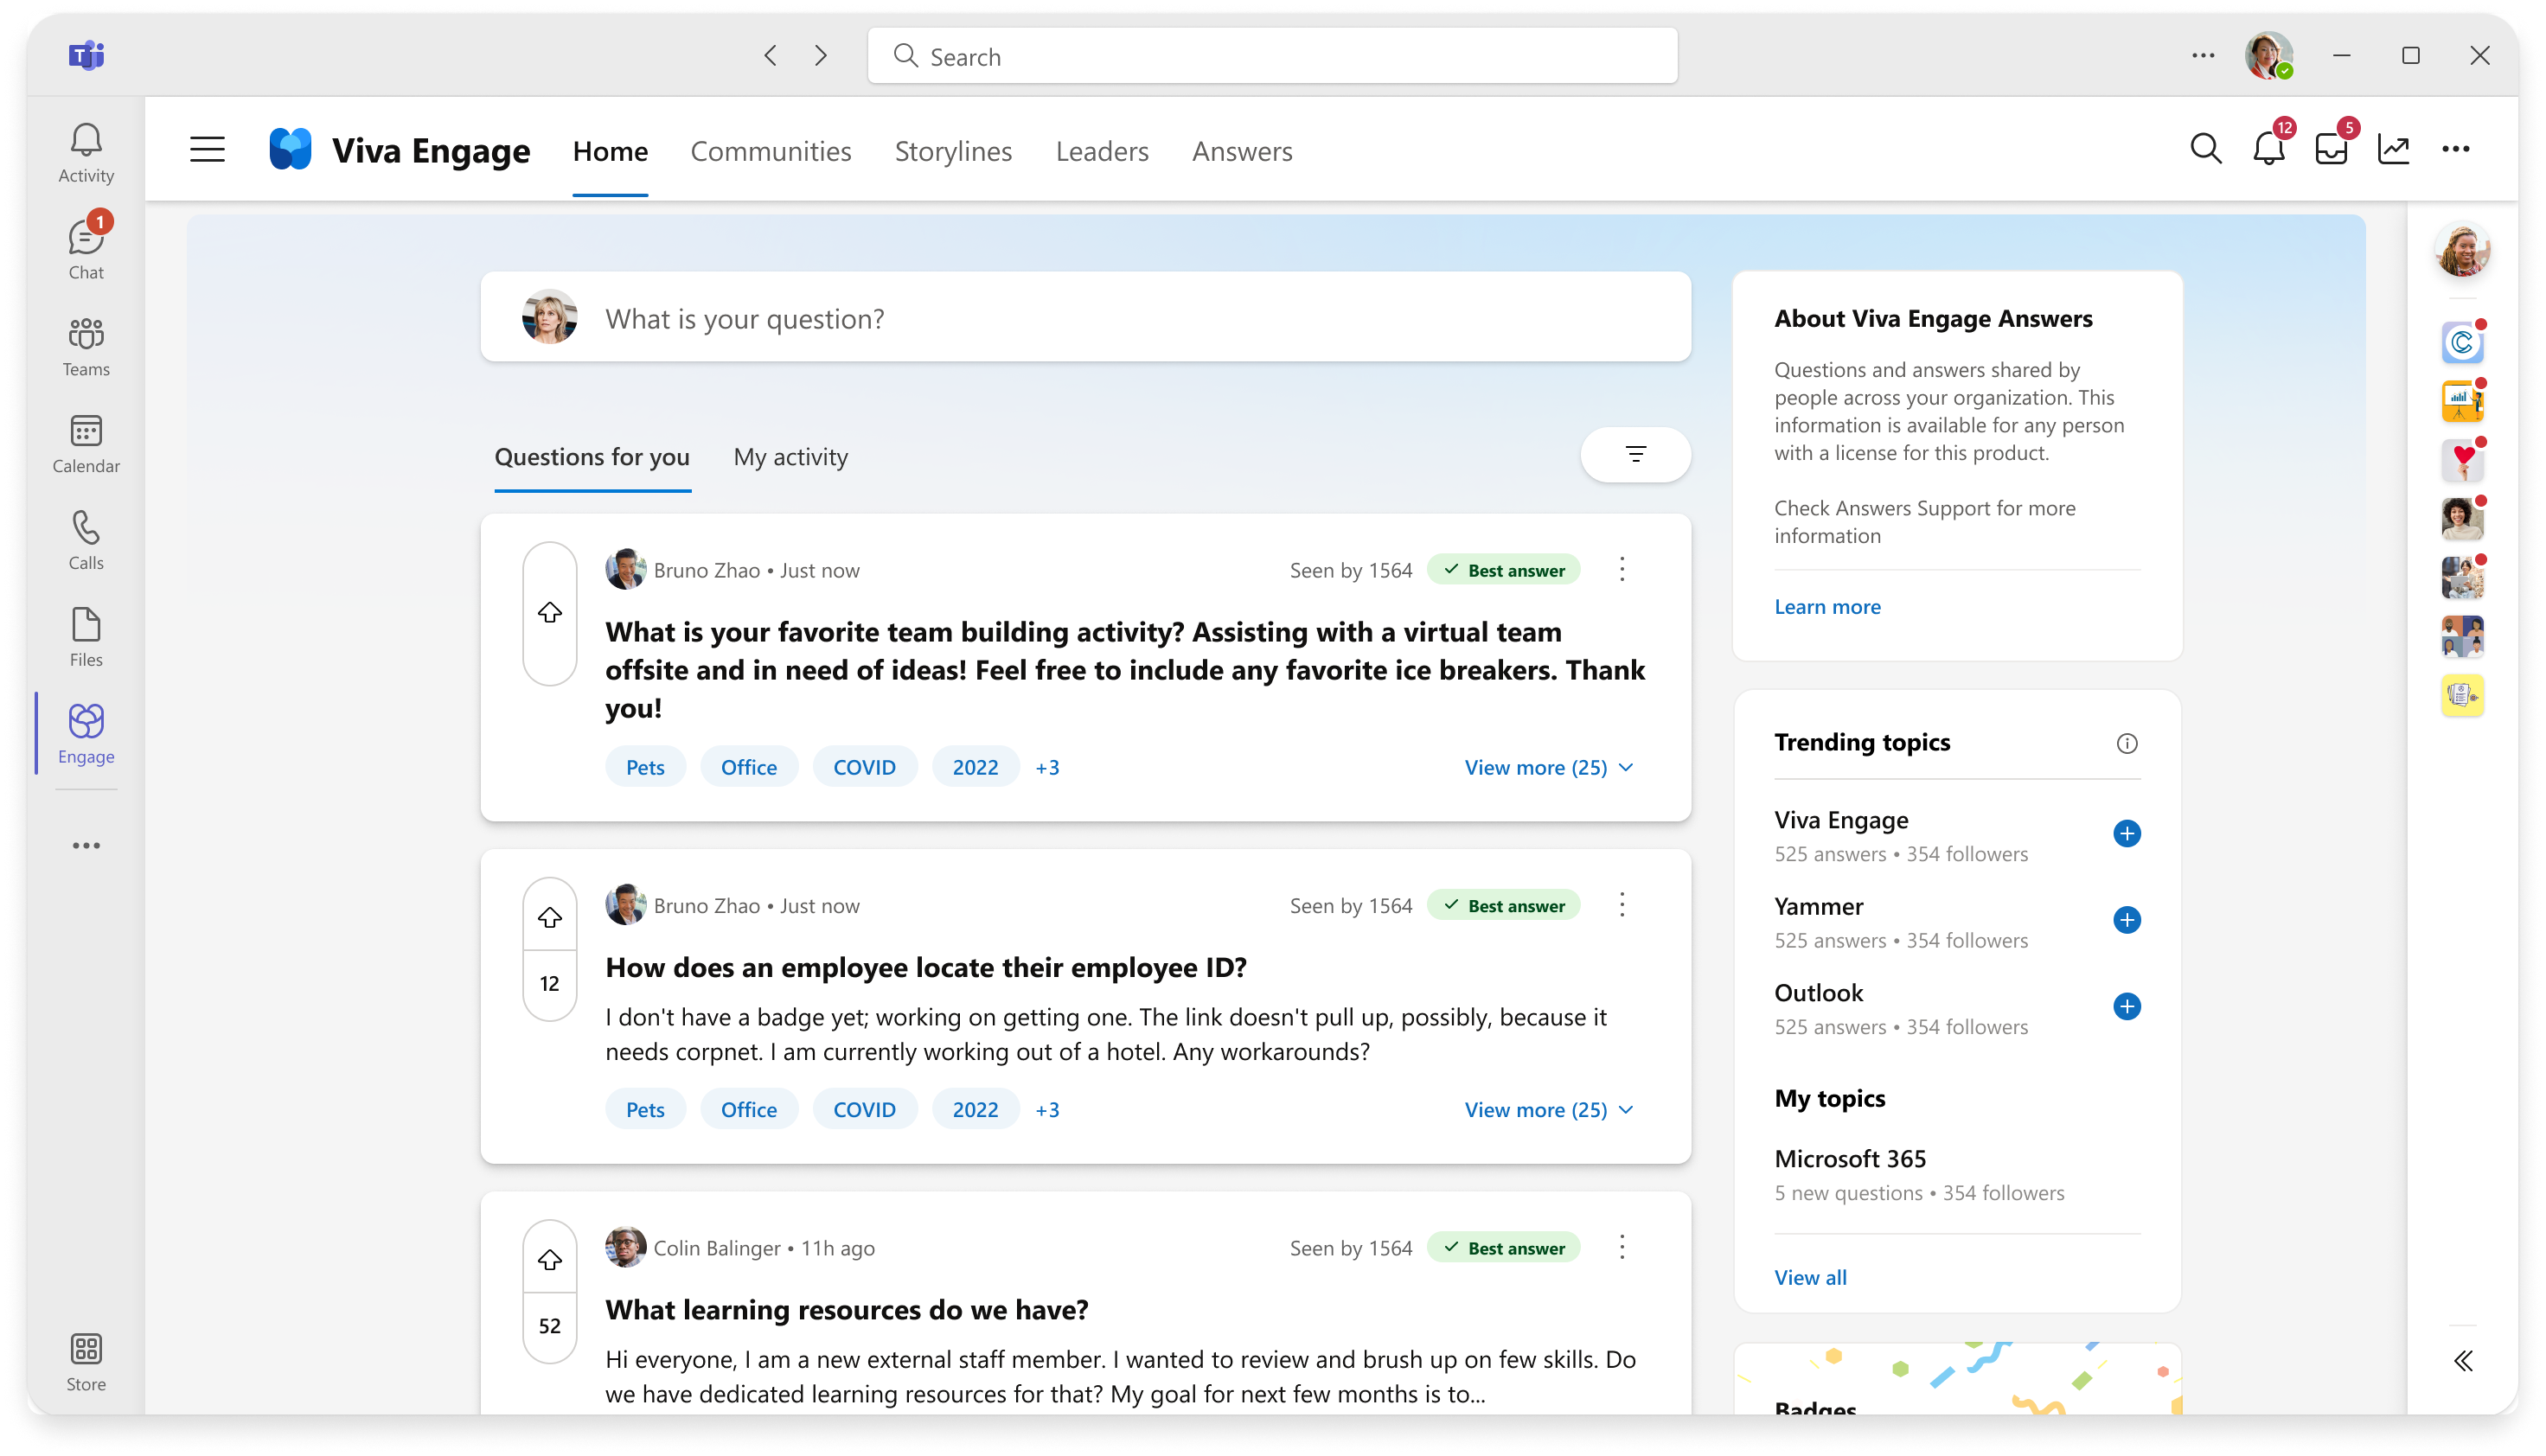 T
Search
Activity
1
Chat
Teams
Calendar
Calls
Files
Engage
Store
Viva Engage
Home
Communities
Storylines
Leaders
Answers
12
5
What is your question?
Questions for you
My activity
Bruno Zhao • Just now
Seen by 1564
Best answer
What is your favorite team building activity? Assisting with a virtual team
offsite and in need of ideas! Feel free to include any favorite ice breakers. Thank
you!
Pets
Office
COVID
2022
+3
View more (25)
Bruno Zhao • Just now
Seen by 1564
Best answer
12
How does an employee locate their employee ID?
I don't have a badge yet; working on getting one. The link doesn't pull up, possibly, because it
needs corpnet. I am currently working out of a hotel. Any workarounds?
Pets
Office
COVID
2022
+3
View more (25)
Colin Balinger • 11h ago
Seen by 1564
Best answer
52
What learning resources do we have?
Hi everyone, I am a new external staff member. I wanted to review and brush up on few skills. Do
we have dedicated learning resources for that? My goal for next few months is to...
About Viva Engage Answers
Questions and answers shared by
people across your organization. This
information is available for any person
with a license for this product.
Check Answers Support for more
information
Learn more
Trending topics
Viva Engage
525 answers • 354 followers
Yammer
525 answers • 354 followers
Outlook
525 answers • 354 followers
My topics
Microsoft 365
5 new questions • 354 followers
View all
Badges